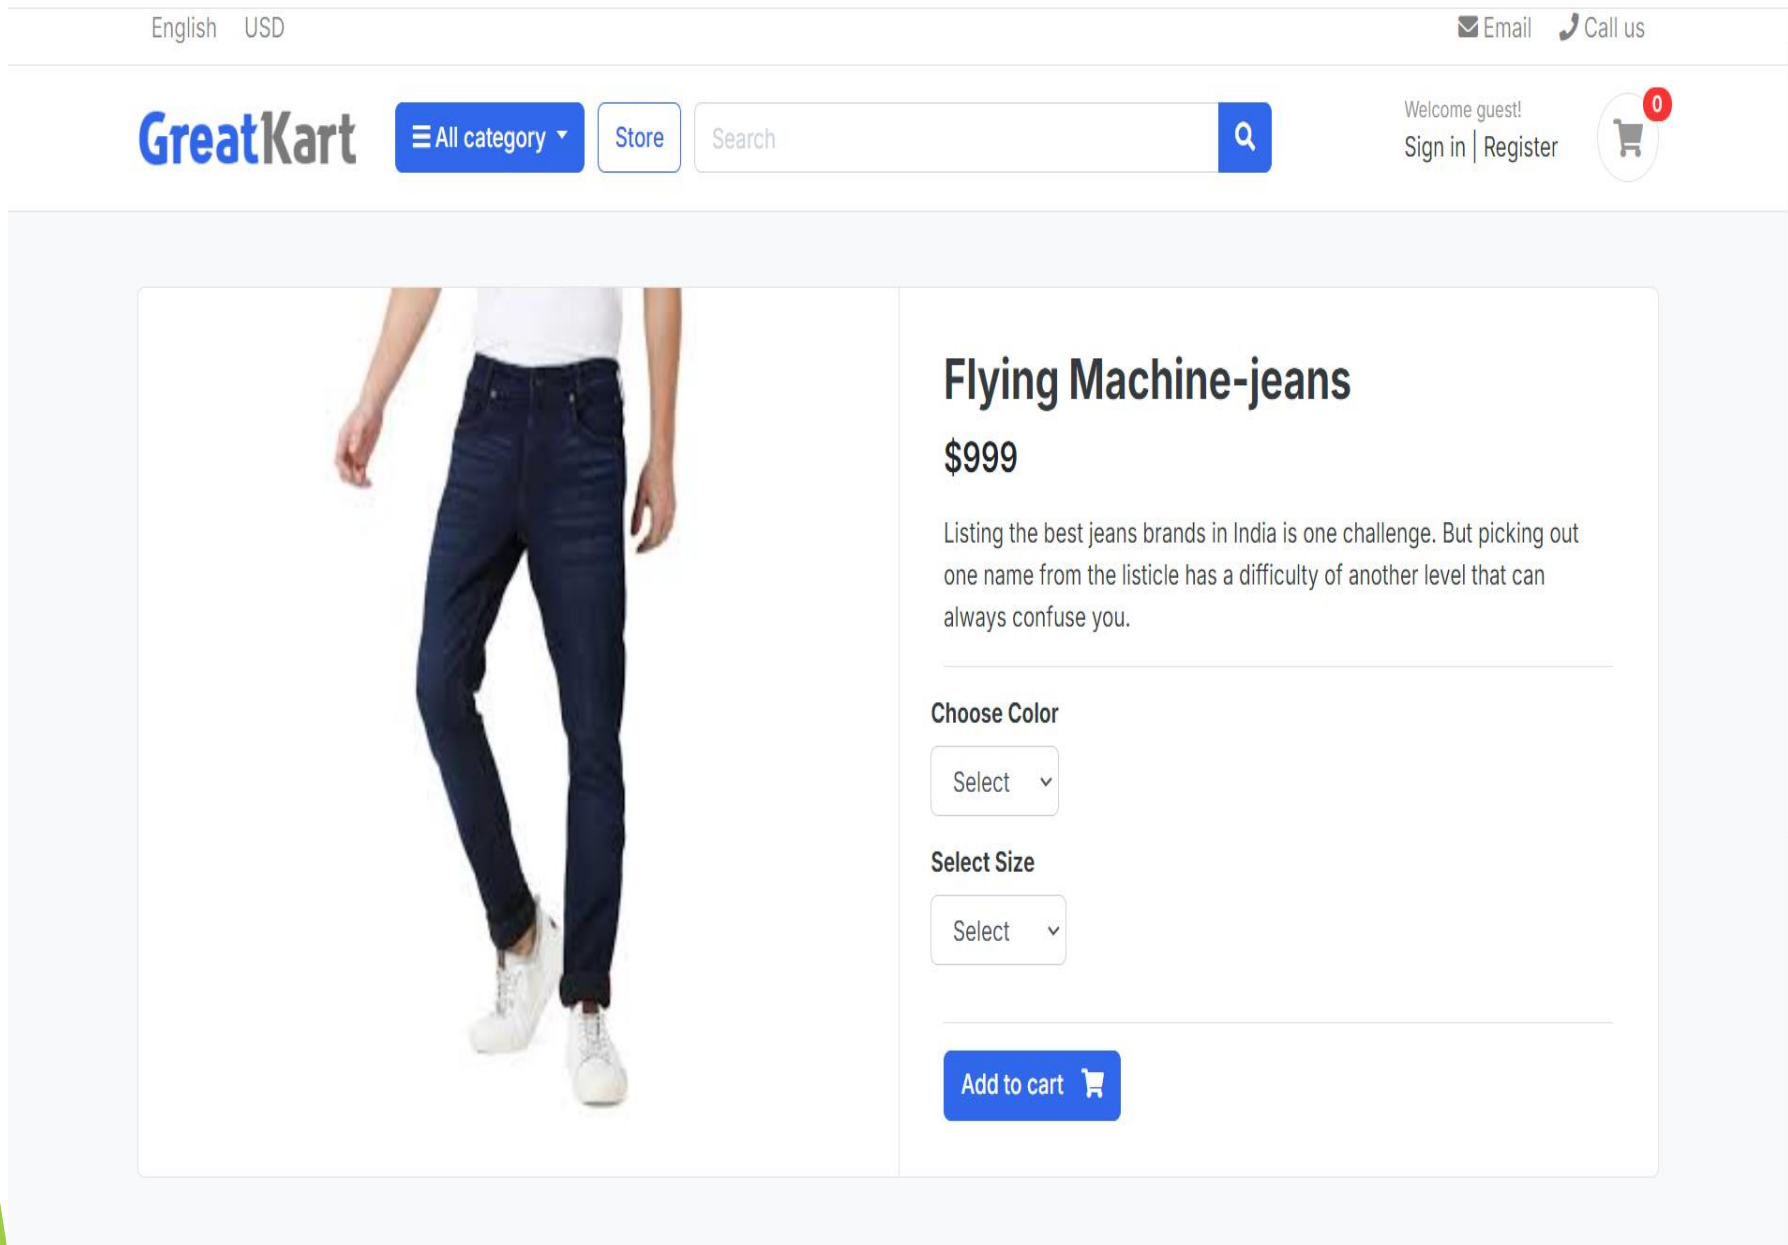 English USD Email Call us
GreatKart All category Store Search Welcome guest! 0
Sign in | Register
Flying Machine-jeans
$999
Listing the best jeans brands in India is one challenge. But picking out
one name from the listicle has a difficulty of another level that can
always confuse you.
Choose Color
Select
Select Size
Select
Add to cart